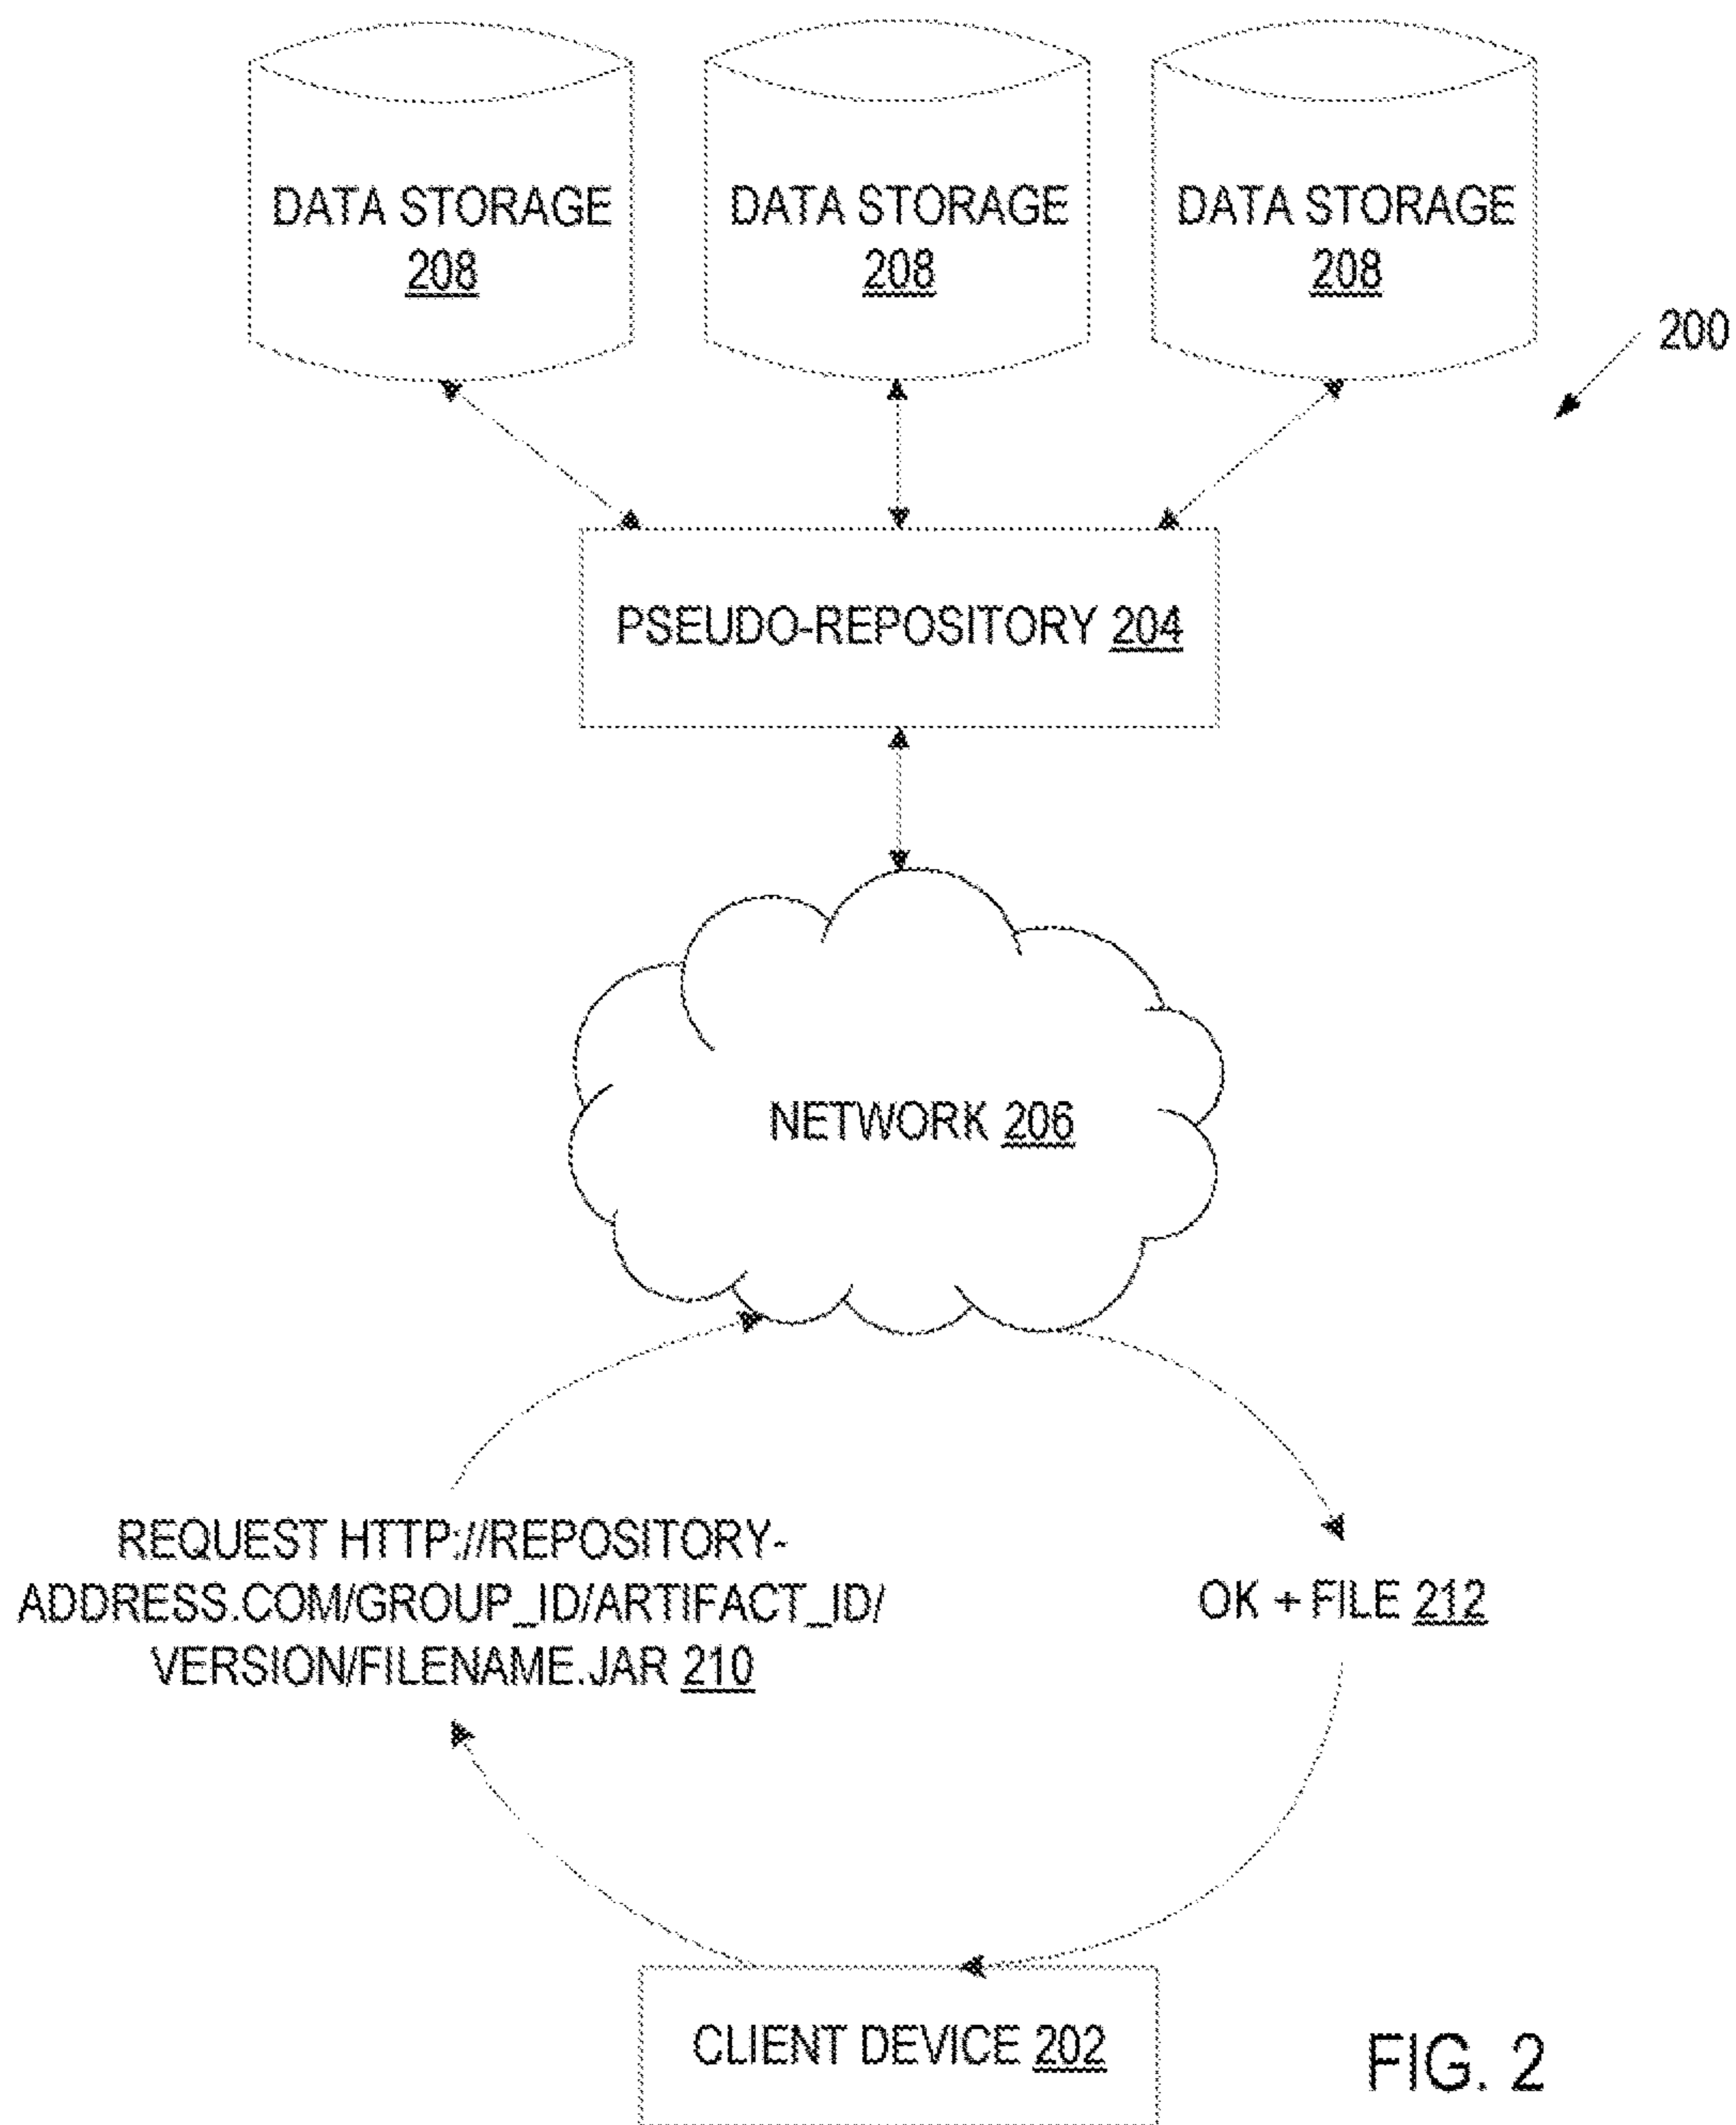 DATA STORAGE
208
DATA STORAGE
208
DATA STORAGE
208
200
PSEUDO-REPOSITORY 204
NETWORK 206
REQUEST HTTP://REPOSITORY-
ADDRESS.COM/GROUP_ID/ARTIFACT_ID/
VERSION/FILENAME.JAR 210
OK + FILE 212
CLIENT DEVICE 202
FIG. 2